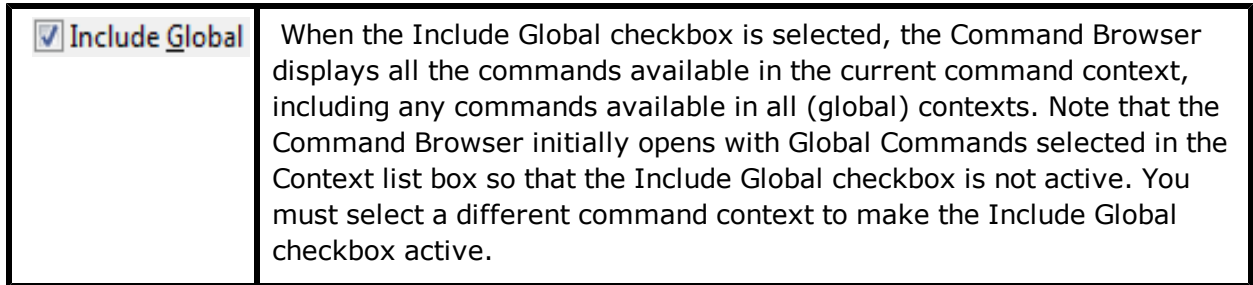 Include Global
When the Include Global checkbox is selected, the Command Browser
displays all the commands available in the current command context,
including any commands available in all (global) contexts. Note that the
Command Browser initially opens with Global Commands selected in the
Context list box so that the Include Global checkbox is not active. You
must select a different command context to make the Include Global
checkbox active.